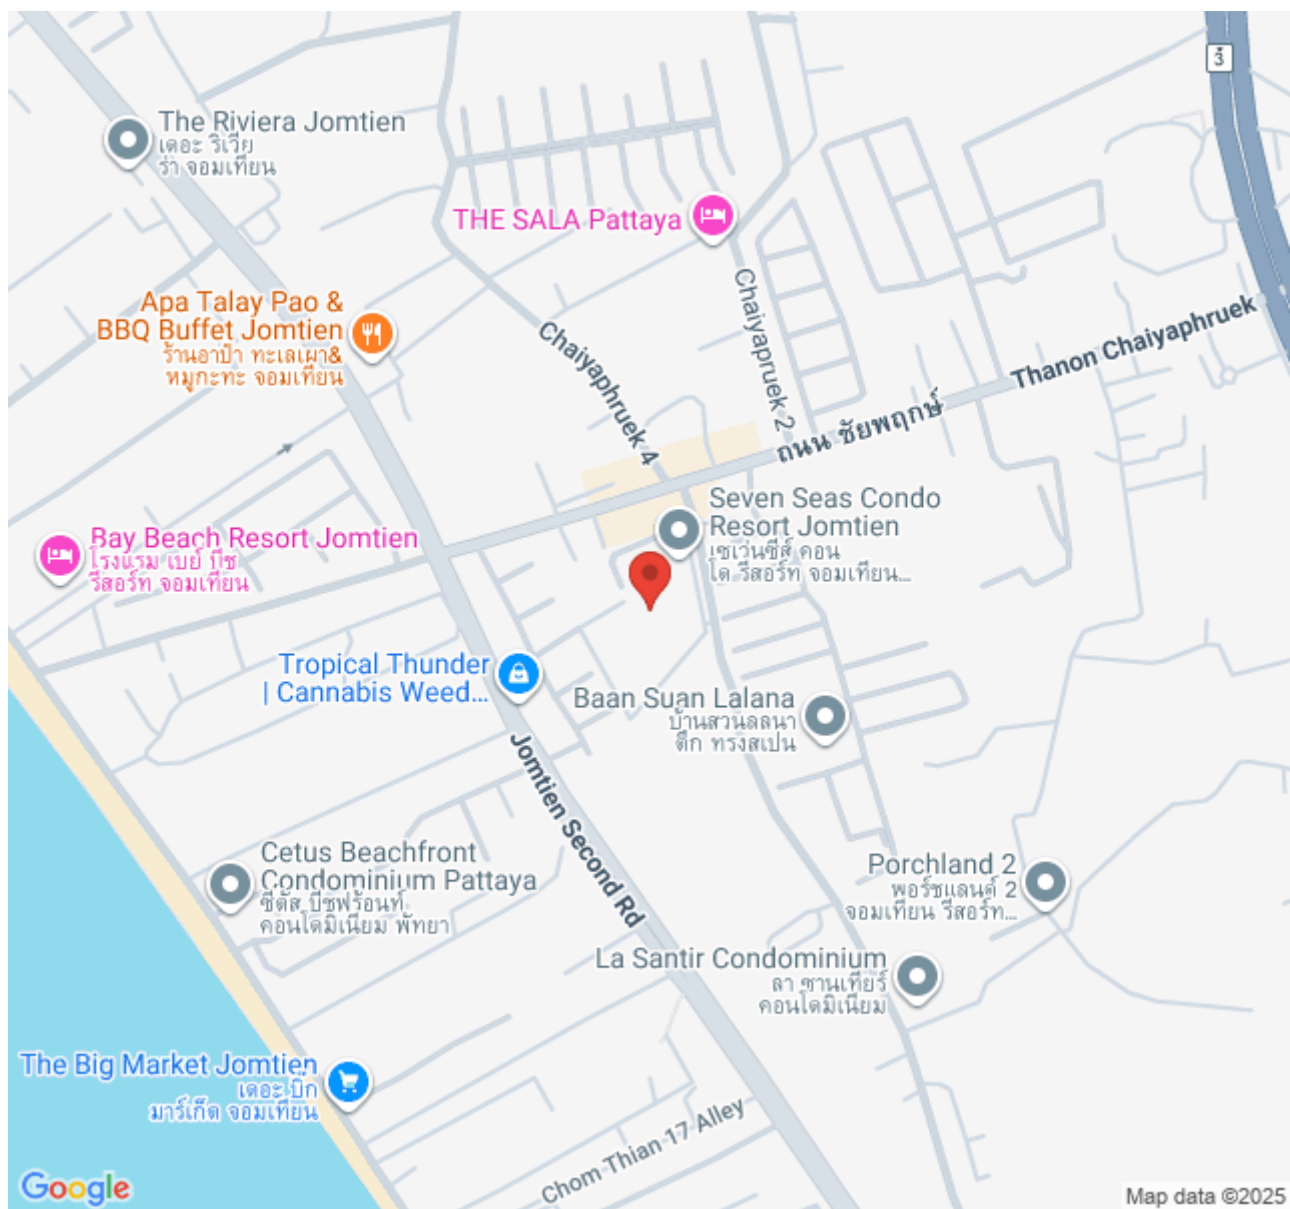 3
The Riviera Jomtien
เดอะ ริเวีย
ร่า จอมเทียน
THE SALA Pattaya
Chaiyapruek 2
Apa Talay Pao &
BBQ Buffet Jomtien
ร้านอาป๋า ทะเลเผา&
หมูกะทะ จอมเทียน
Chaiyaphruek 4
Thanon Chaiyaphruek
ถนน ชัยพฤกษ์
Seven Seas Condo
Resort Jomtien
เซเว่นซีส์ คอน
โด รีสอร์ท จอมเทียน...
Bay Beach Resort Jomtien
โรงแรม เบย์ บีช
รีสอร์ท จอมเทียน
Tropical Thunder
| Cannabis Weed...
Baan Suan Lalana
บ้านสวนลลนา
ตึก ทรงสเปน
Jomtien Second Rd
Cetus Beachfront
Condominium Pattaya
ซีตัส บีชฟร้อนท์
คอนโดมิเนียม พัทยา
Porchland 2
พอร์ชแลนด์ 2
จอมเทียน รีสอร์ท...
La Santir Condominium
ลา ซานเทียร์
คอนโดมิเนียม
The Big Market Jomtien
เดอะ บิ๊ก
มาร์เก็ต จอมเทียน
Chom Thian 17 Alley
Google
Map data ©2025